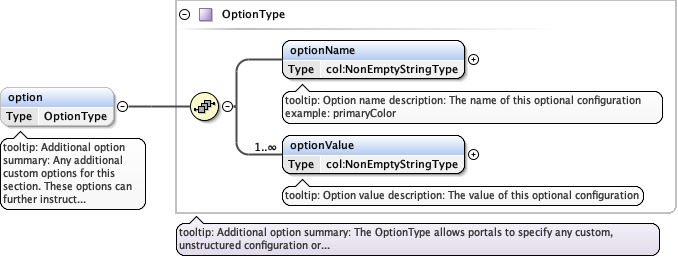 OptionType
optionName
Type col:NonEmptyStringType
tooltip: Option name description: The name of this optional configuration
example: primaryColor
option
Type OptionType
tooltip: Additional option
summary: Any additional
custom options for this
section. These options can
further instruct...
1..∞
optionValue
Type col:NonEmptyStringType
tooltip: Option value description: The value of this optional configuration
tooltip: Additional option summary: The OptionType allows portals to specify any custom,
unstructured configuration or...